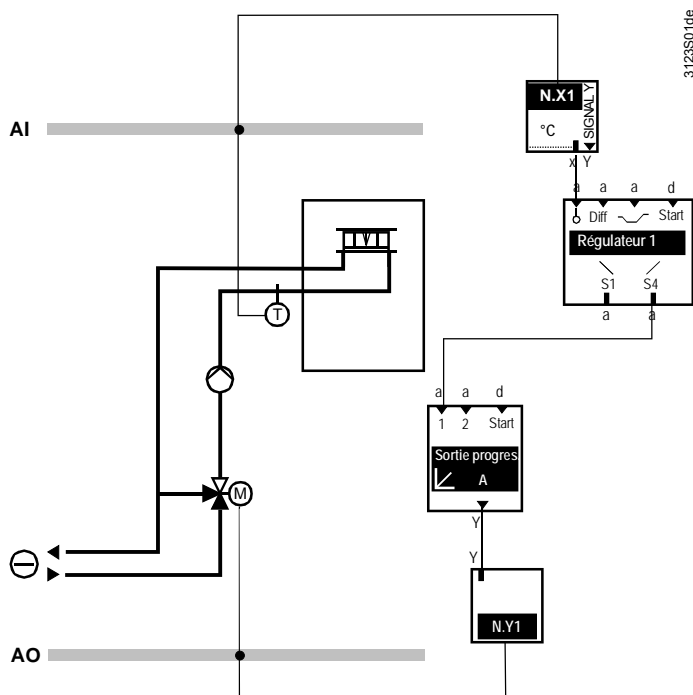 3123S01de
N.X1
SIGNAL Y
°C
x Y
AI
a a a d
Diff Start
Régulateur 1
S1 S4
a a
T
a a d
1 2 Start
Sortie progres.
A
M
Y
Y
N.Y1
AO